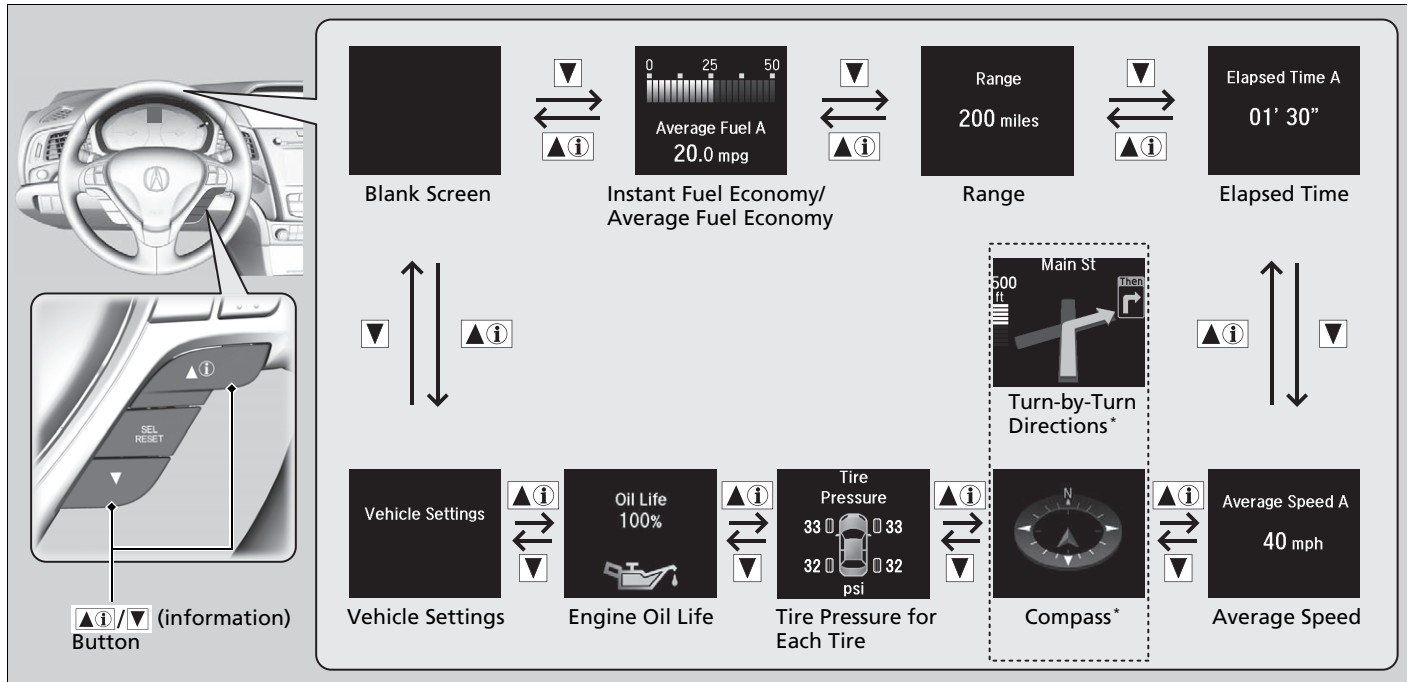 0 25 50
Average Fuel A
20.0 mpg
Range
200 miles
Elapsed Time A
01' 30"
▼
▼
▼
▲ⓘ
▲ⓘ
▲ⓘ
Blank Screen
Instant Fuel Economy/
Average Fuel Economy
Range
Elapsed Time
Main St
500
ft
Then
▼
▲ⓘ
▲ⓘ
▼
Turn-by-Turn
Directions*
▲ⓘ
SEL
RESET
▼
Vehicle Settings
Oil Life
100%
Tire
Pressure
33 33
32 32
psi
N
Average Speed A
40 mph
▲ⓘ
▲ⓘ
▲ⓘ
▲ⓘ
▼
▼
▼
▼
Vehicle Settings
Engine Oil Life
Tire Pressure for
Each Tire
Compass*
Average Speed
▲ⓘ/▼ (information)
Button